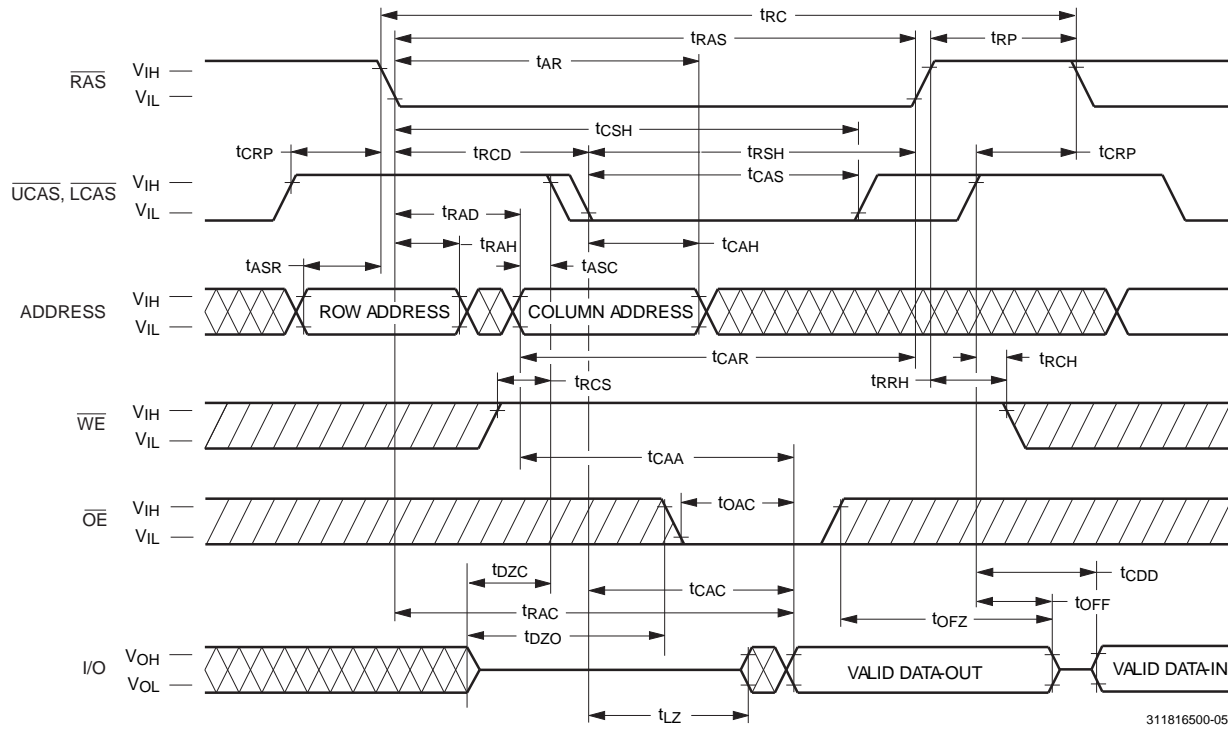 tRC
tRAS
tRP
tAR
RAS
VIH
VIL
tCSH
tCRP
tRCD
tRSH
tCRP
UCAS, LCAS
VIH
VIL
tCAS
tRAD
tRAH
tCAH
tASR
tASC
ADDRESS
VIH
VIL
ROW ADDRESS
COLUMN ADDRESS
tCAR
tRCH
tRCS
tRRH
WE
VIH
VIL
tCAA
OE
VIH
VIL
tOAC
tDZC
tCAC
tCDD
tRAC
tOFF
tDZO
tOFZ
I/O
VOH
VOL
VALID DATA-OUT
VALID DATA-IN
tLZ
311816500-05